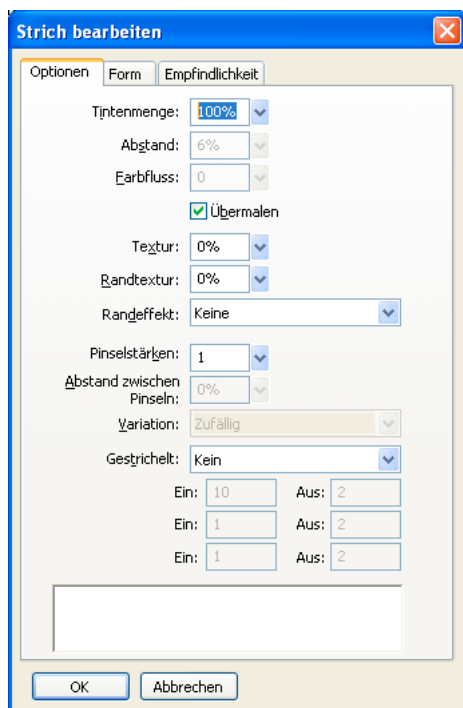 Strich bearbeiten
Optionen Form Empfindlichkeit
Tintenmenge: 100%
Abstand: 6%
Farbfluss: 0
Übermalen
Textur: 0%
Randtextur: 0%
Randeffekt: Keine
Pinselstärken: 1
Abstand zwischen
Pinseln: 0%
Variation: Zufällig
Gestrichelt: Kein
Ein: 10 Aus: 2
Ein: 1 Aus: 2
Ein: 1 Aus: 2
OK Abbrechen